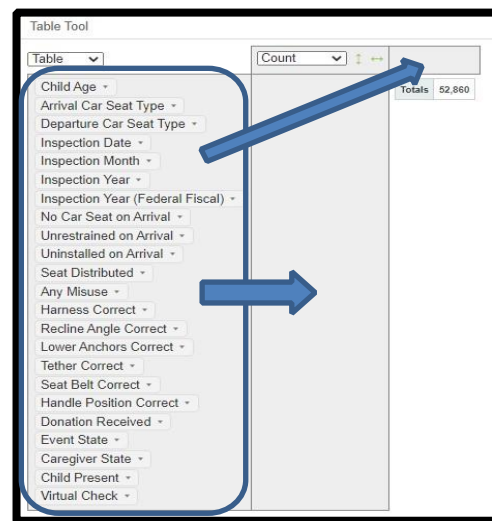 Table Tool
Table Count
Totals 52,860
Child Age
Arrival Car Seat Type
Departure Car Seat Type
Inspection Date
Inspection Month
Inspection Year
Inspection Year (Federal Fiscal)
No Car Seat on Arrival
Unrestrained on Arrival
Uninstalled on Arrival
Seat Distributed
Any Misuse
Harness Correct
Recline Angle Correct
Lower Anchors Correct
Tether Correct
Seat Belt Correct
Handle Position Correct
Donation Received
Event State
Caregiver State
Child Present
Virtual Check